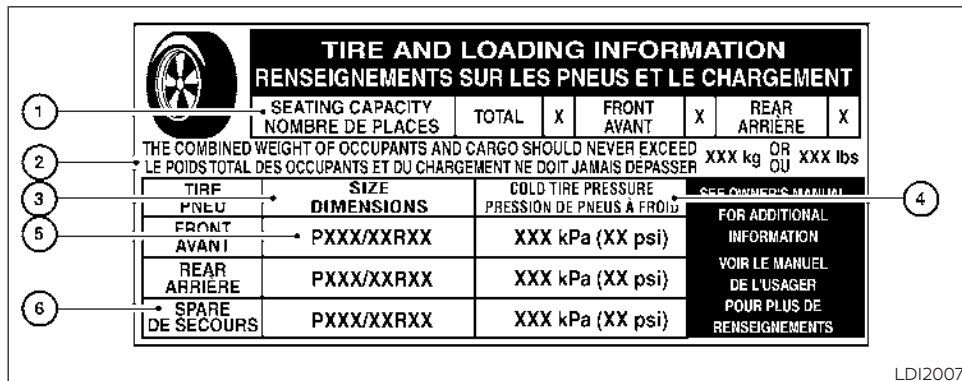 TIRE AND LOADING INFORMATION
RENSEIGNEMENTS SUR LES PNEUS ET LE CHARGEMENT
1
SEATING CAPACITY
NOMBRE DE PLACES
TOTAL
X
FRONT
AVANT
X
REAR
ARRIÈRE
X
2
THE COMBINED WEIGHT OF OCCUPANTS AND CARGO SHOULD NEVER EXCEED
LE POIDS TOTAL DES OCCUPANTS ET DU CHARGEMENT NE DOIT JAMAIS DÉPASSER
XXX kg OR XXX lbs
OU
3
TIRE
PNEU
SIZE
DIMENSIONS
COLD TIRE PRESSURE
PRESSION DE PNEUS À FROID
4
5
FRONT
AVANT
PXXX/XXRXX
XXX kPa (XX psi)
REAR
ARRIÈRE
PXXX/XXRXX
XXX kPa (XX psi)
6
SPARE
DE SECOURS
PXXX/XXRXX
XXX kPa (XX psi)
SEE OWNER'S MANUAL
FOR ADDITIONAL
INFORMATION
VOIR LE MANUEL
DE L'USAGER
POUR PLUS DE
RENSEIGNEMENTS
LDI2007